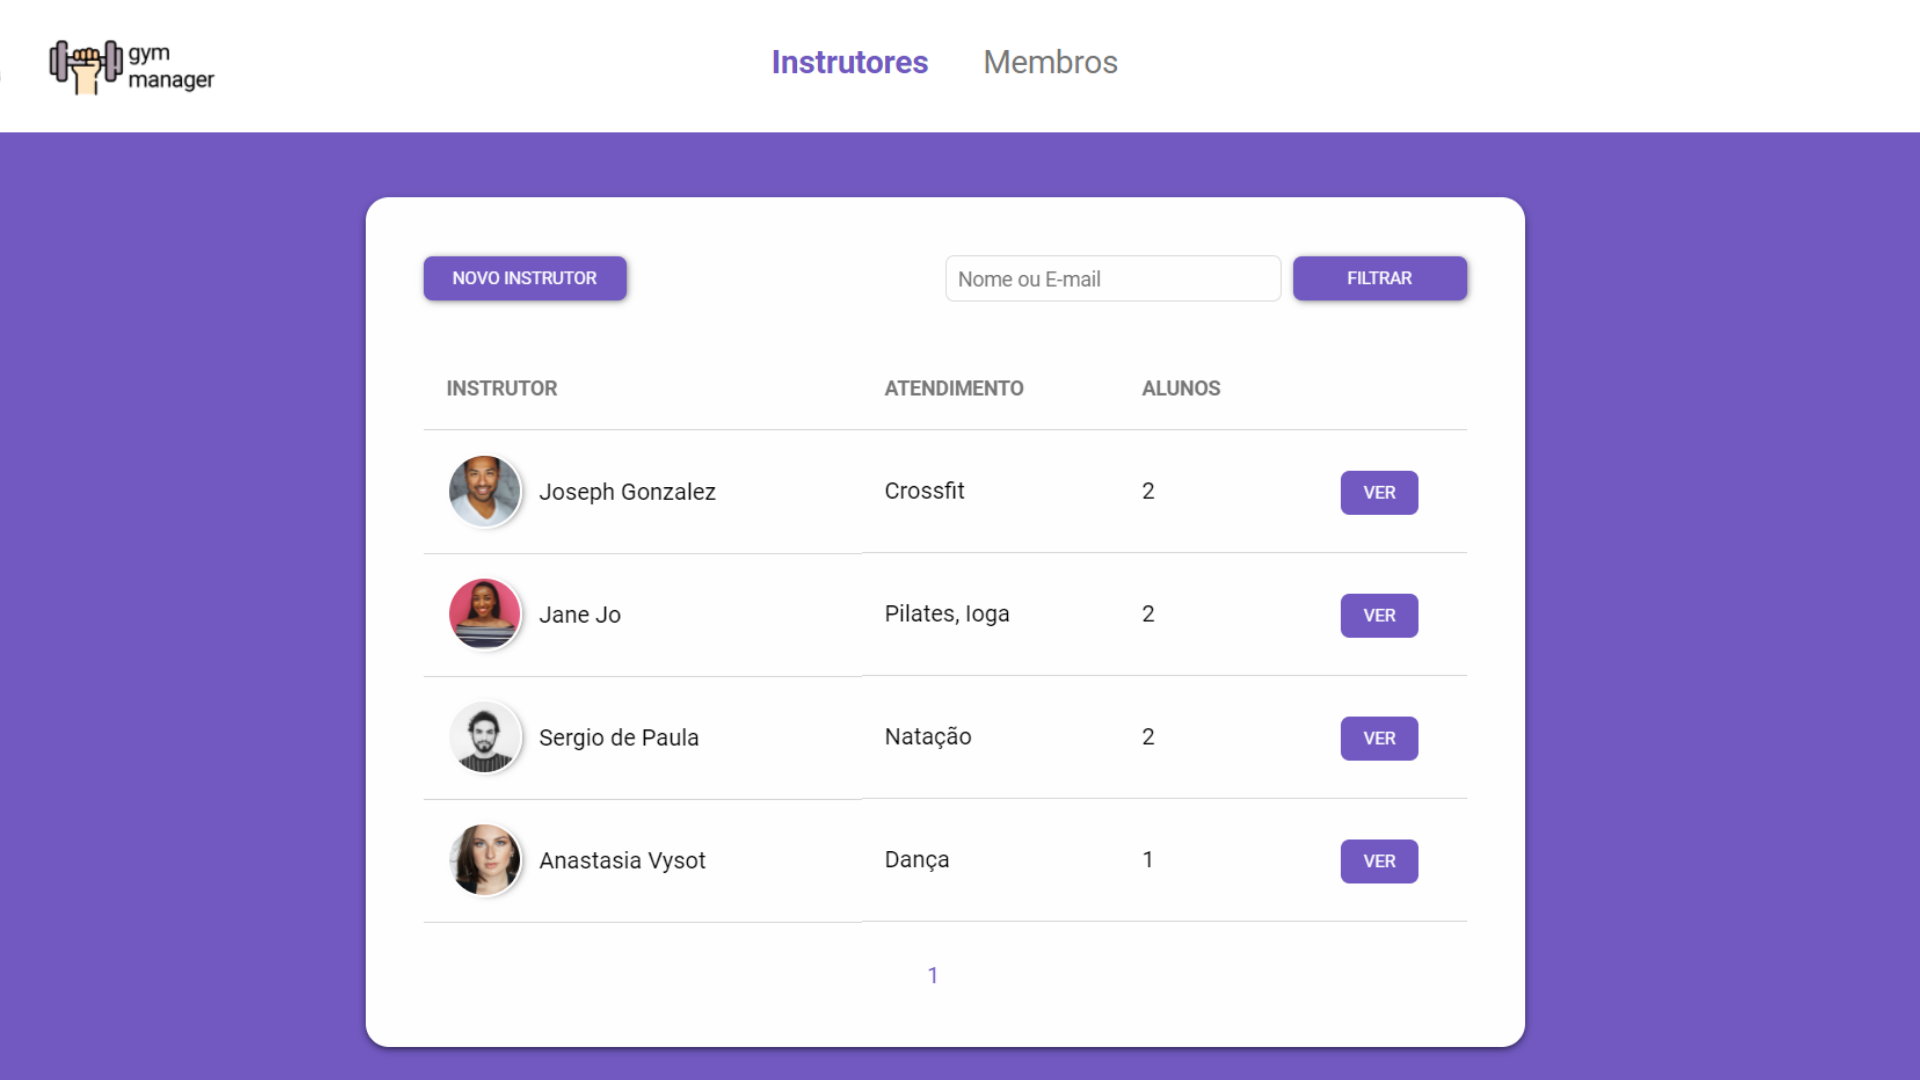 gym
manager
Instrutores Membros
NOVO INSTRUTOR Nome ou E-mail FILTRAR
INSTRUTOR ATENDIMENTO ALUNOS
Joseph Gonzalez Crossfit 2 VER
Jane Jo Pilates, Ioga 2 VER
Sergio de Paula Natação 2 VER
Anastasia Vysot Dança 1 VER
1